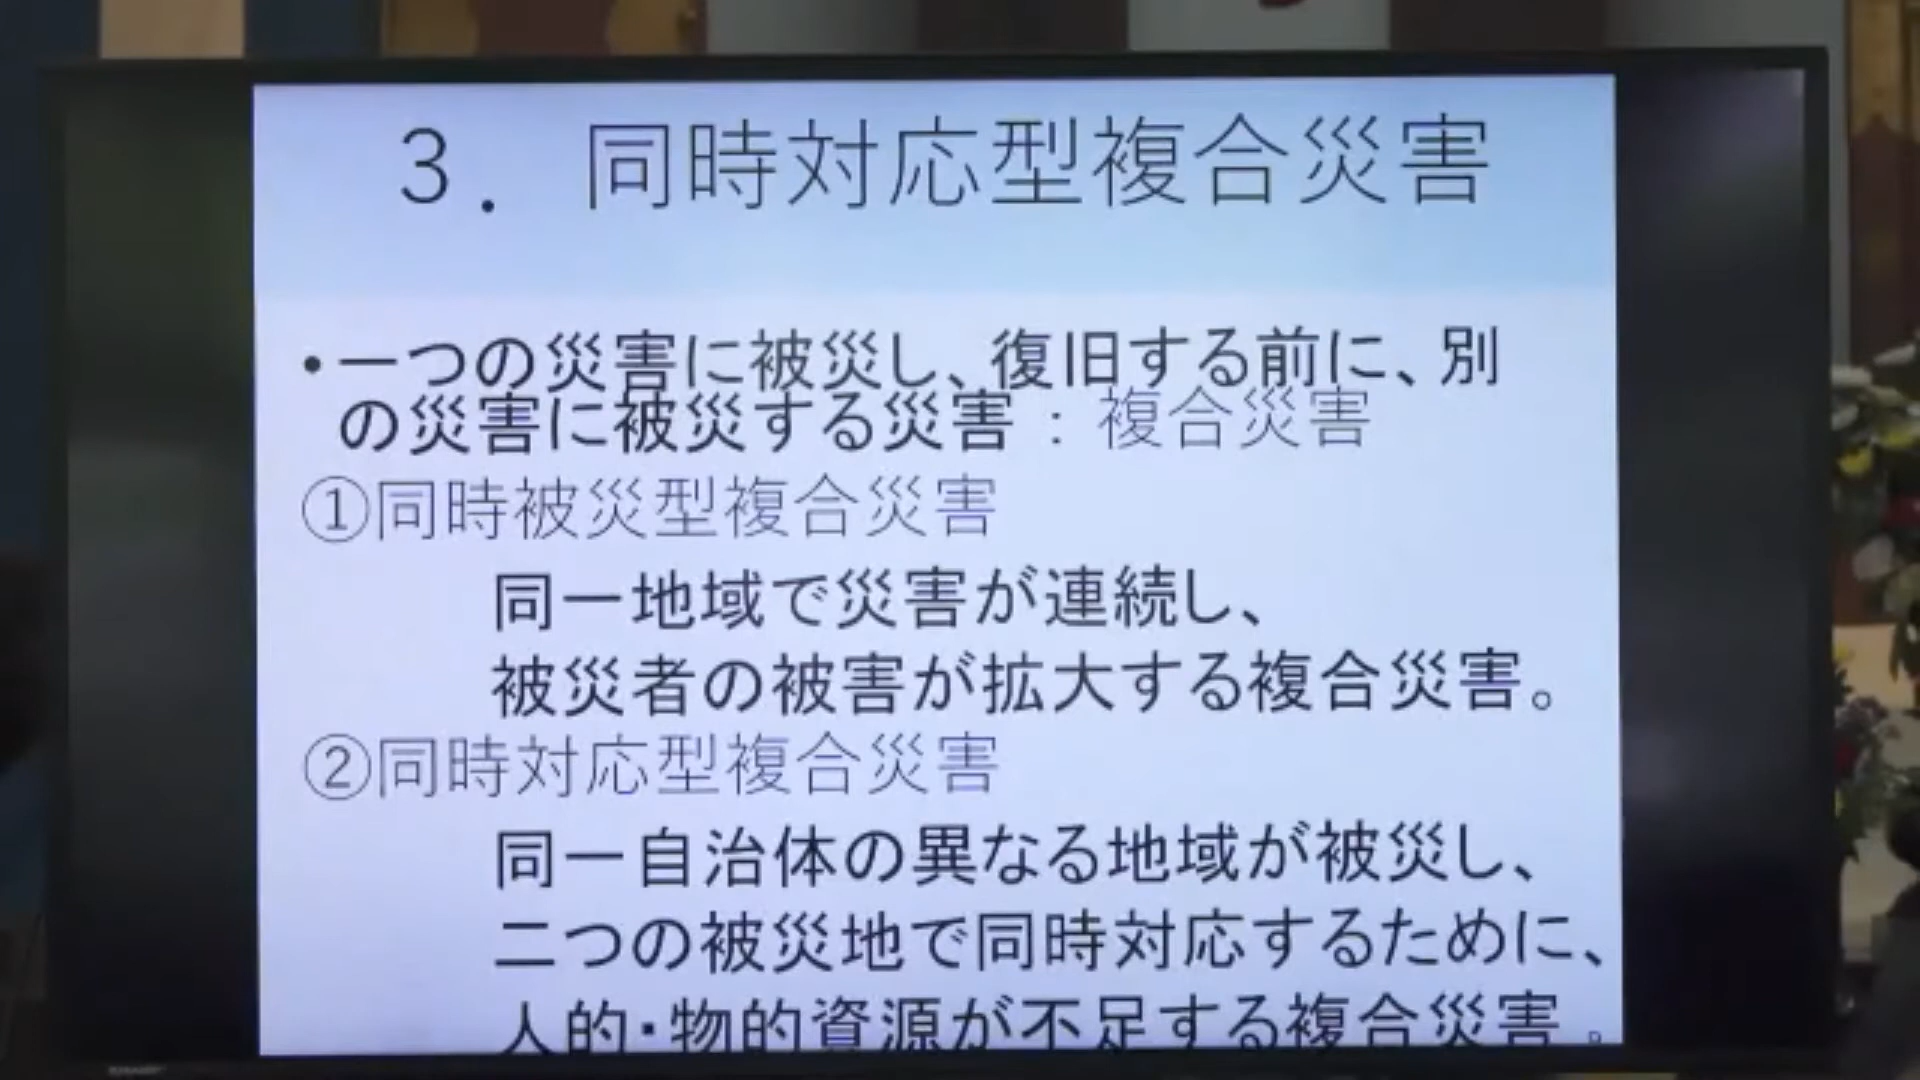 ３．同時対応型複合災害
・一つの災害に被災し、復旧する前に、別
の災害に被災する災害：複合災害
①同時被災型複合災害
同一地域で災害が連続し、
被災者の被害が拡大する複合災害。
②同時対応型複合災害
同一自治体の異なる地域が被災し、
二つの被災地で同時対応するために、
人的・物的資源が不足する複合災害。